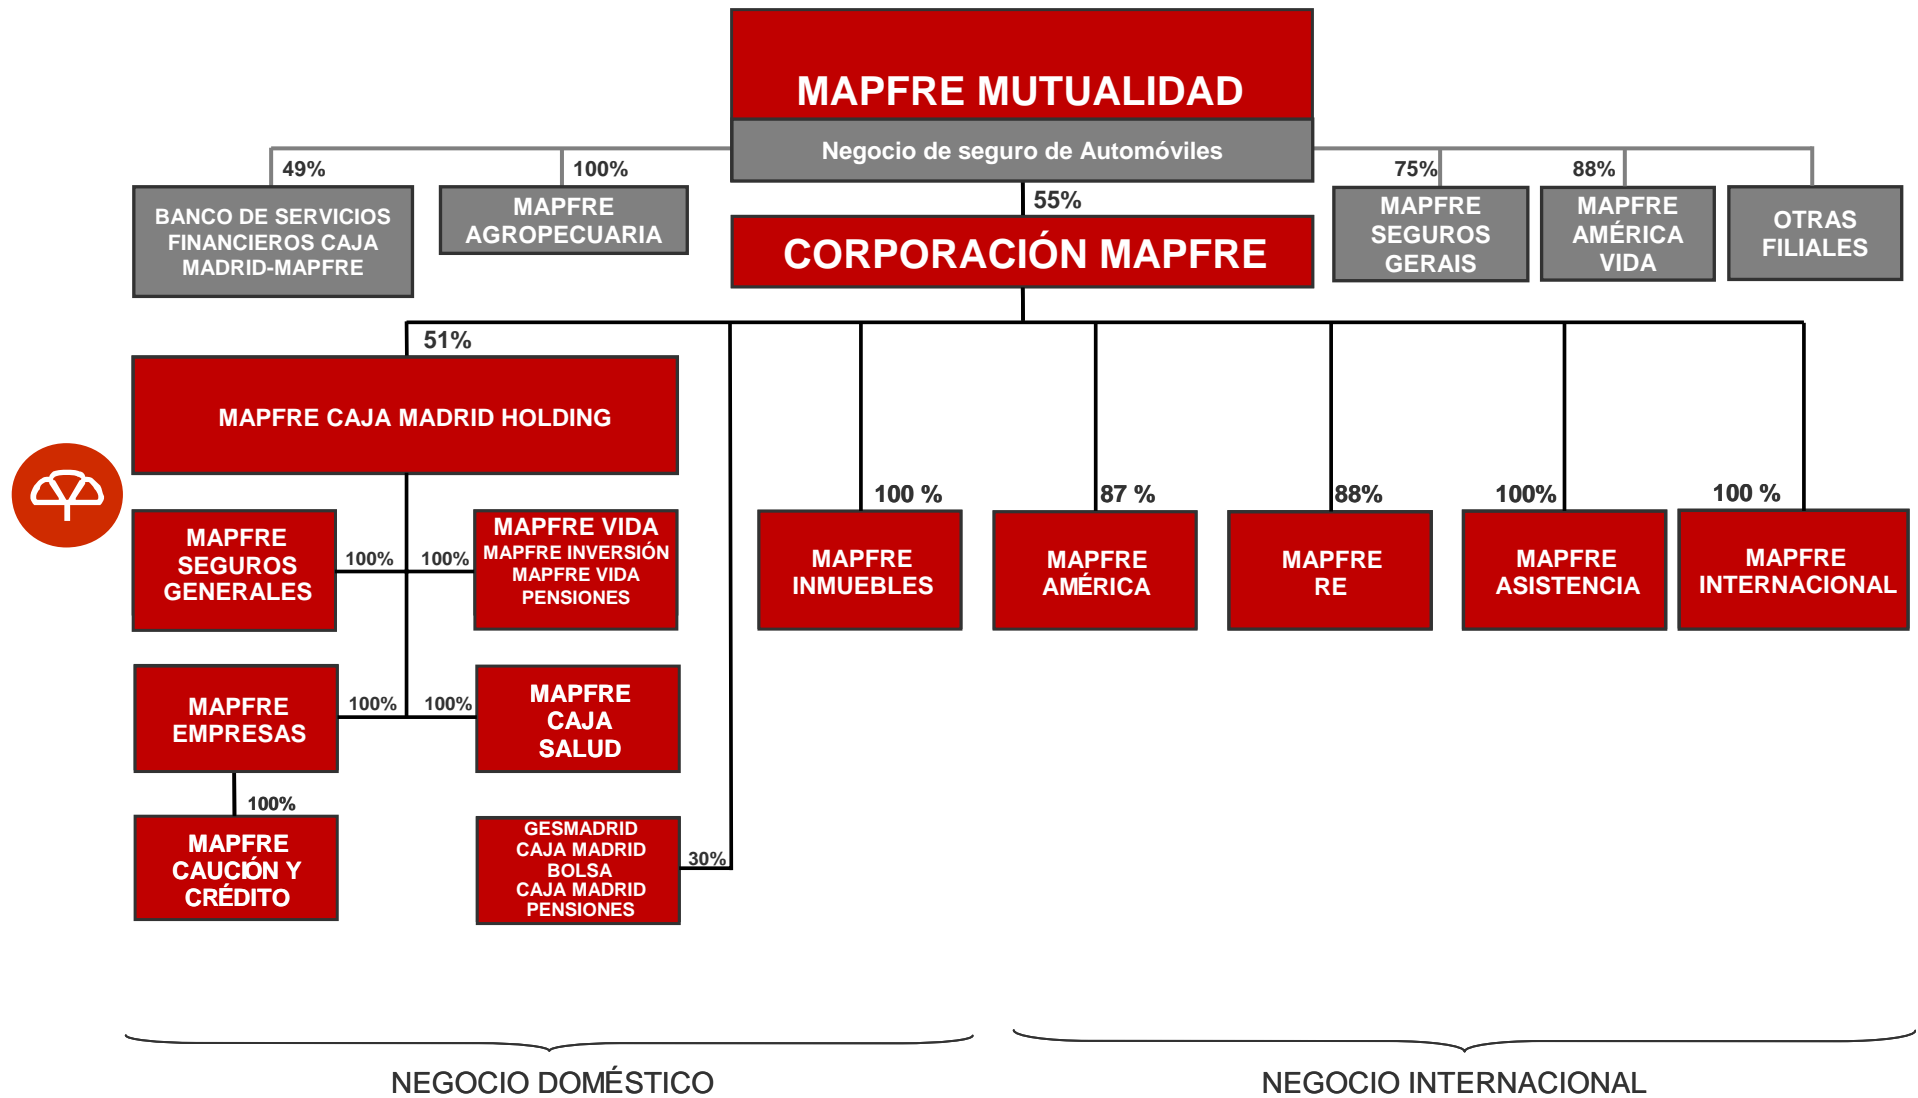 MAPFRE MUTUALIDAD
Negocio de seguro de Automóviles
49%
100%
75%
88%
BANCO DE SERVICIOS
FINANCIEROS CAJA
MADRID-MAPFRE
MAPFRE
AGROPECUARIA
55%
CORPORACIÓN MAPFRE
MAPFRE
SEGUROS
GERAIS
MAPFRE
AMÉRICA
VIDA
OTRAS
FILIALES
51%
MAPFRE CAJA MADRID HOLDING
100 %
87 %
88%
100%
100 %
MAPFRE
SEGUROS
GENERALES
100%
100%
MAPFRE VIDA
MAPFRE INVERSIÓN
MAPFRE VIDA
PENSIONES
MAPFRE
INMUEBLES
MAPFRE
AMÉRICA
MAPFRE
RE
MAPFRE
ASISTENCIA
MAPFRE
INTERNACIONAL
MAPFRE
EMPRESAS
100%
100%
MAPFRE
CAJA
SALUD
100%
MAPFRE
CAUCIÓN Y
CRÉDITO
GESMADRID
CAJA MADRID
BOLSA
CAJA MADRID
PENSIONES
30%
NEGOCIO DOMÉSTICO
NEGOCIO INTERNACIONAL